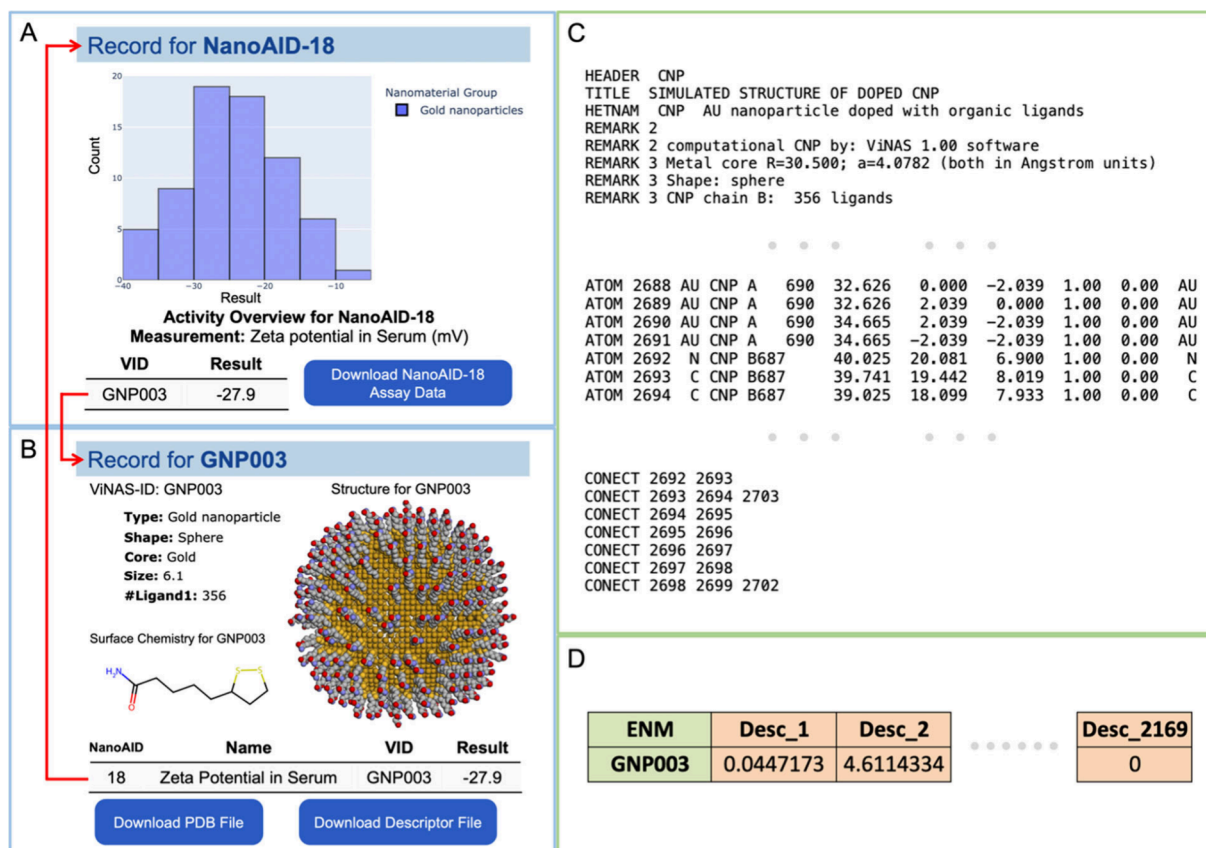 A
Record for NanoAID-18
20
15
10
5
0
Count
−40
−30
−20
−10
Result
Nanomaterial Group
Gold nanoparticles
Activity Overview for NanoAID-18
Measurement: Zeta potential in Serum (mV)
VID Result
GNP003 -27.9
Download NanoAID-18
Assay Data
B
Record for GNP003
ViNAS-ID: GNP003
Type: Gold nanoparticle
Shape: Sphere
Core: Gold
Size: 6.1
#Ligand1: 356
Structure for GNP003
Surface Chemistry for GNP003
H₂N
O
S S
NanoAID Name VID Result
18 Zeta Potential in Serum GNP003 -27.9
Download PDB File
Download Descriptor File
C
HEADER CNP
TITLE SIMULATED STRUCTURE OF DOPED CNP
HETNAM CNP AU nanoparticle doped with organic ligands
REMARK 2
REMARK 2 computational CNP by: ViNAS 1.00 software
REMARK 3 Metal core R=30.500; a=4.0782 (both in Angstrom units)
REMARK 3 Shape: sphere
REMARK 3 CNP chain B: 356 ligands
ATOM 2688 AU CNP A 690 32.626 0.000 −2.039 1.00 0.00 AU
ATOM 2689 AU CNP A 690 32.626 2.039 0.000 1.00 0.00 AU
ATOM 2690 AU CNP A 690 34.665 2.039 −2.039 1.00 0.00 AU
ATOM 2691 AU CNP A 690 34.665 −2.039 −2.039 1.00 0.00 AU
ATOM 2692 N CNP B687 40.025 20.081 6.900 1.00 0.00 N
ATOM 2693 C CNP B687 39.741 19.442 8.019 1.00 0.00 C
ATOM 2694 C CNP B687 39.025 18.099 7.933 1.00 0.00 C
CONECT 2692 2693
CONECT 2693 2694 2703
CONECT 2694 2695
CONECT 2695 2696
CONECT 2696 2697
CONECT 2697 2698
CONECT 2698 2699 2702
D
ENM Desc_1 Desc_2 Desc_2169
GNP003 0.0447173 4.6114334 0